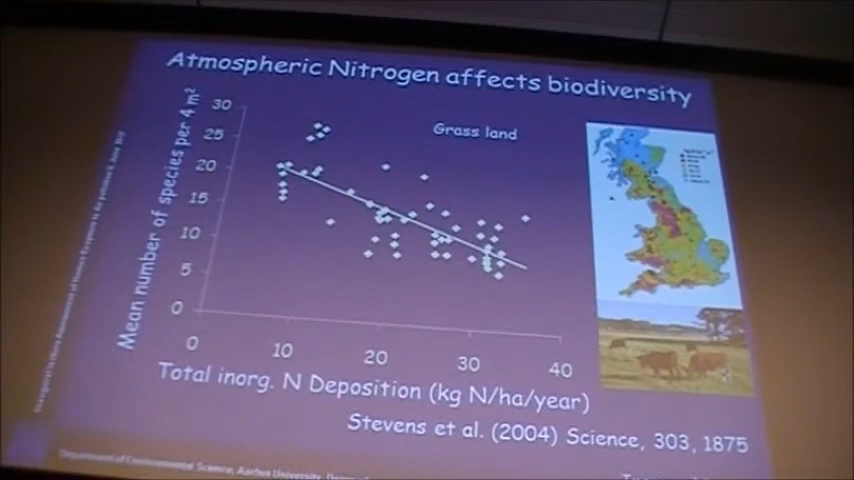 Atmospheric Nitrogen affects biodiversity
Grass land
Mean number of species per 4 m²
30
25
20
15
10
5
0
0 10 20 30 40
Total inorg. N Deposition (kg N/ha/year)
Stevens et al. (2004) Science, 303, 1875
Department of Environmental Science, Aarhus University,